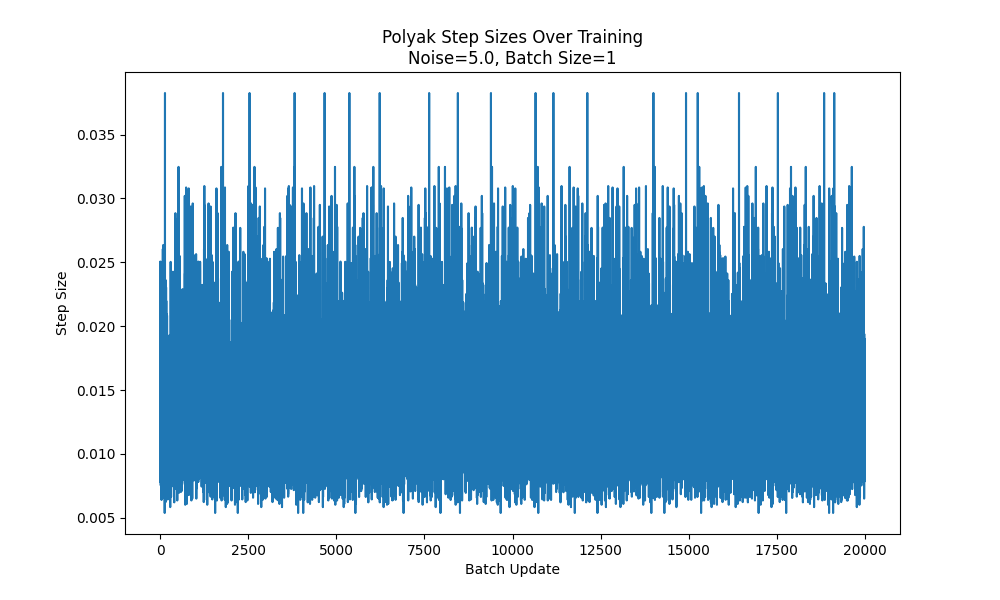 Polyak Step Sizes Over Training
Noise=5.0, Batch Size=1
0.035
0.030
0.025
0.020
0.015
0.010
0.005
Step Size
0 2500 5000 7500 10000 12500 15000 17500 20000
Batch Update